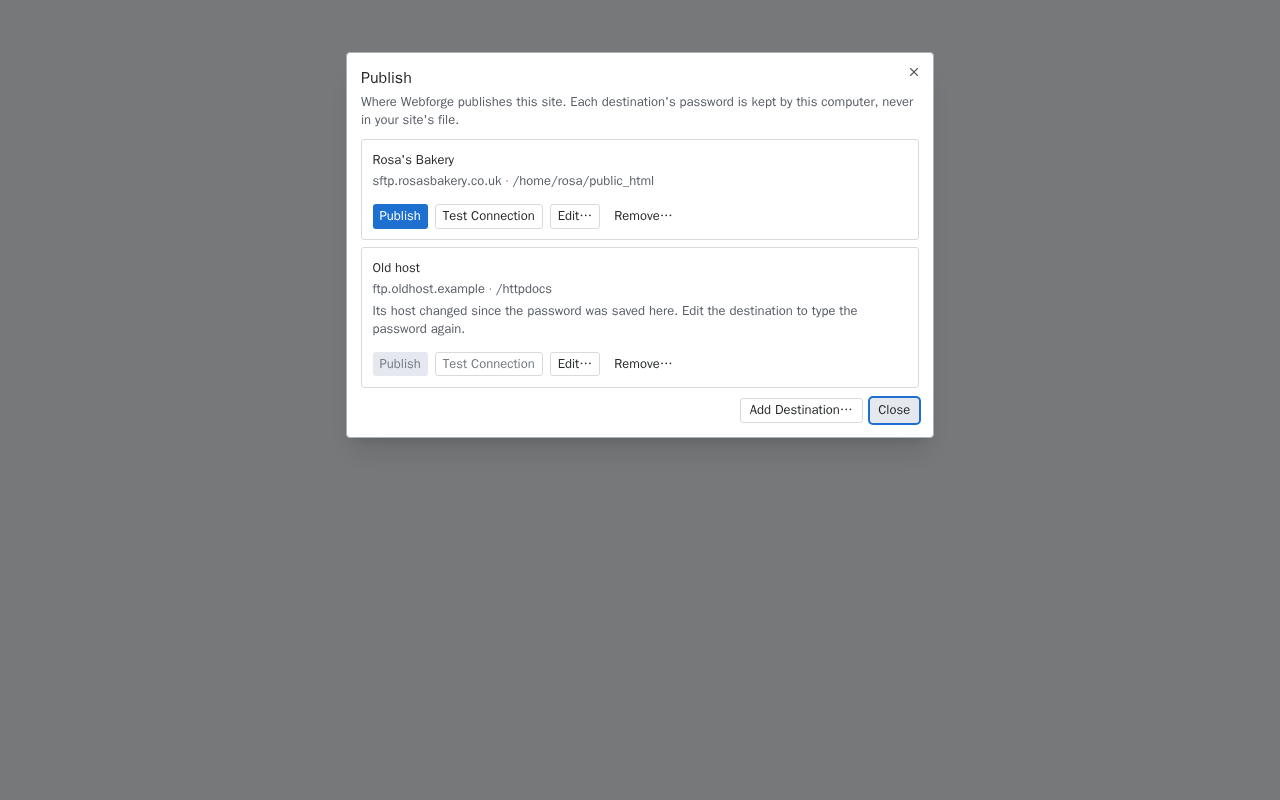 Publish
Where Webforge publishes this site. Each destination's password is kept by this computer, never
in your site's file.
Rosa's Bakery
sftp.rosasbakery.co.uk · /home/rosa/public_html
Publish Test Connection Edit… Remove…
Old host
ftp.oldhost.example · /httpdocs
Its host changed since the password was saved here. Edit the destination to type the
password again.
Publish Test Connection Edit… Remove…
Add Destination… Close